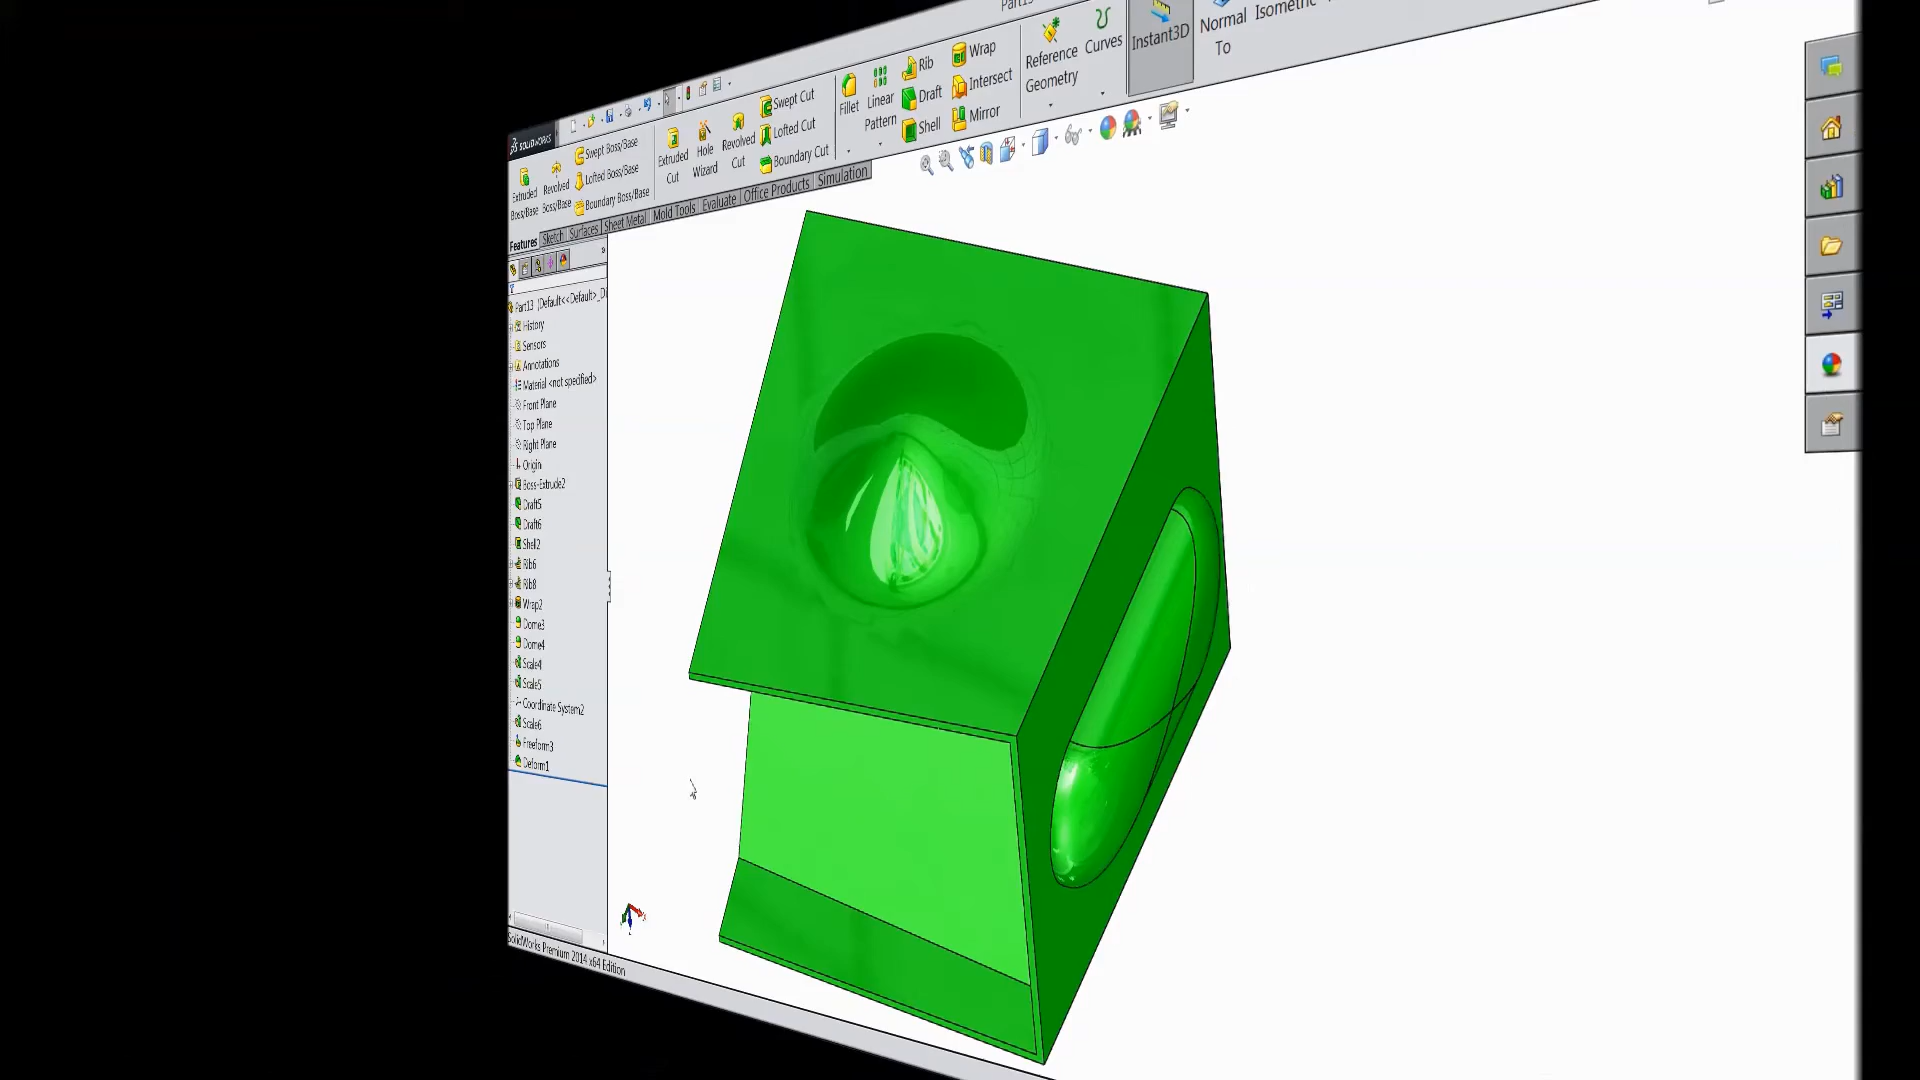 Part13
SOLIDWORKS
Extruded
Boss/Base
Revolved
Boss/Base
Swept Boss/Base
Lofted Boss/Base
Boundary Boss/Base
Extruded
Cut
Hole
Wizard
Revolved
Cut
Swept Cut
Lofted Cut
Boundary Cut
Fillet
Linear
Pattern
Rib
Draft
Shell
Wrap
Intersect
Mirror
Reference
Geometry
Curves
Instant3D
Normal
To
Isometric
Features
Sketch
Surfaces
Sheet Metal
Mold Tools
Evaluate
Office Products
Simulation
Part13 (Default<<Default>_Di
History
Sensors
Annotations
Material <not specified>
Front Plane
Top Plane
Right Plane
Origin
Boss-Extrude2
Draft5
Draft6
Shell2
Rib6
Rib8
Wrap2
Dome3
Dome4
Scale4
Scale5
Coordinate System2
Scale6
Freeform3
Deform1
SolidWorks Premium 2014 x64 Edition